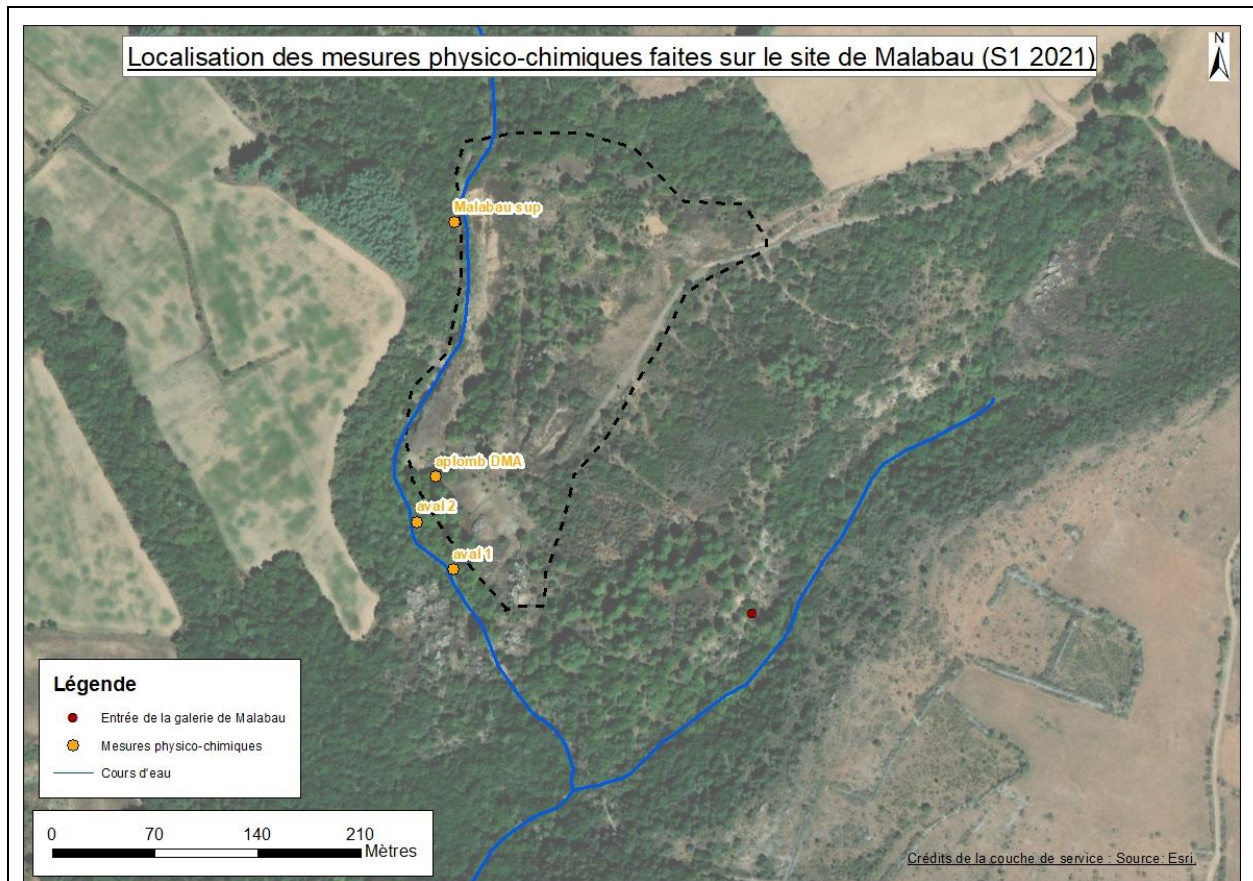 Localisation des mesures physico-chimiques faites sur le site de Malabau (S1 2021)
N
Malabau sup
aplomb DMA
aval 2
aval 1
Légende
Entrée de la galerie de Malabau
Mesures physico-chimiques
Cours d'eau
0 70 140 210
Mètres
Crédits de la couche de service : Source: Esri,